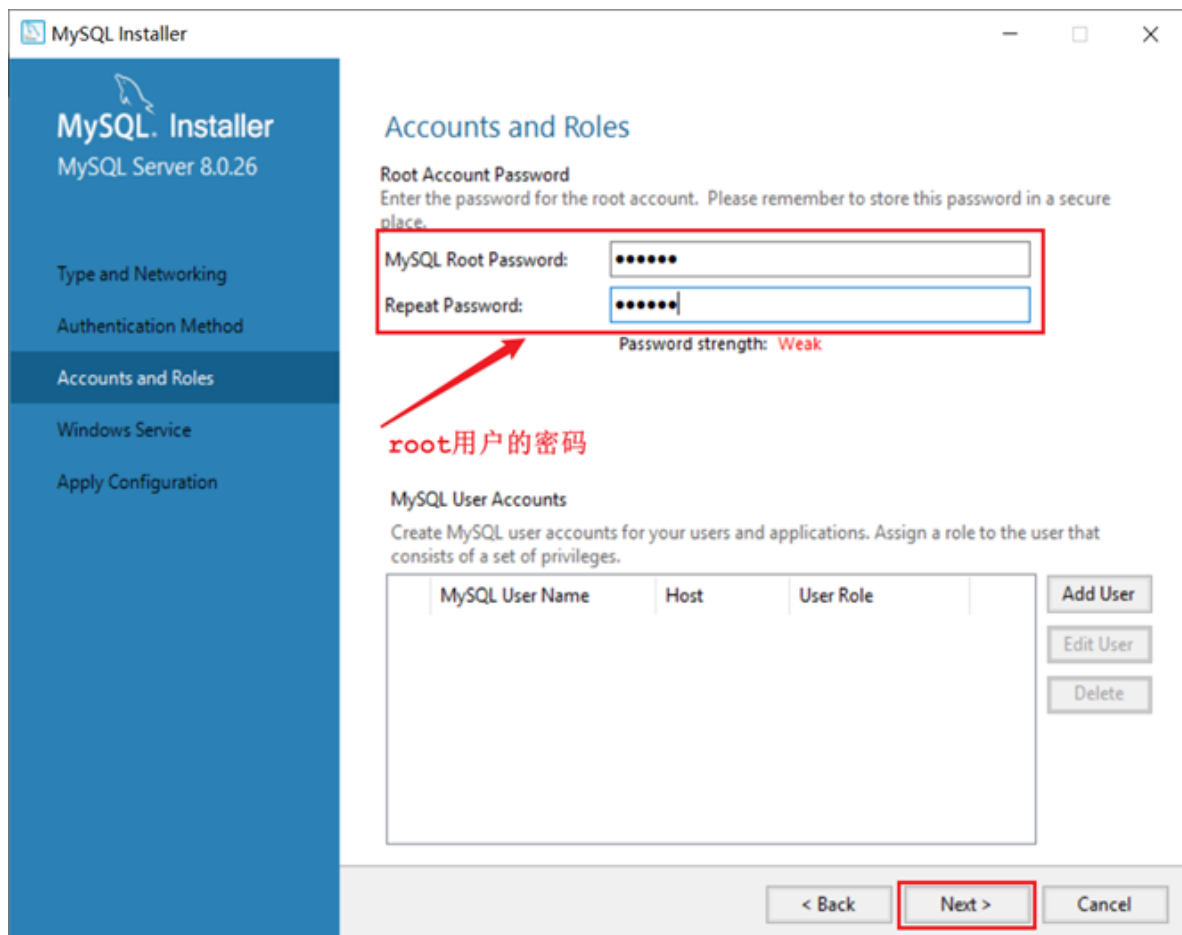 MySQL Installer
MySQL. Installer
MySQL Server 8.0.26
Type and Networking
Authentication Method
Accounts and Roles
Windows Service
Apply Configuration
Accounts and Roles
Root Account Password
Enter the password for the root account. Please remember to store this password in a secure
place.
MySQL Root Password: ●●●●●●
Repeat Password: ●●●●●●
Password strength: Weak
root用户的密码
MySQL User Accounts
Create MySQL user accounts for your users and applications. Assign a role to the user that
consists of a set of privileges.
MySQL User Name Host User Role
Add User
Edit User
Delete
< Back Next > Cancel